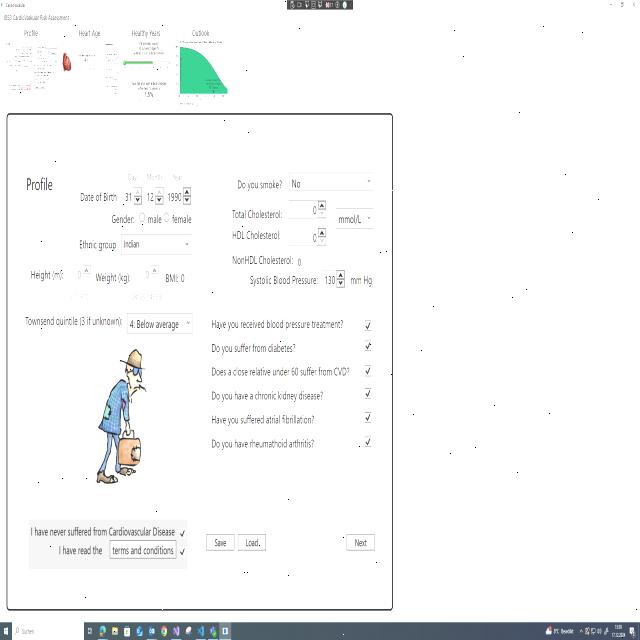 CardioVascular
JBS3 CardioVascular Risk Assessment
Profile Heart Age Healthy Years Outlook
Profile
Day Month Year
Date of Birth 31 12 1990
Gender: male female
Ethnic group Indian
Height (m): 0 Weight (kg): 0 BMI: 0
Townsend quintile (3 if unknown): 4: Below average
Do you smoke? No
Total Cholesterol: 0 mmol/L
HDL Cholesterol: 0
NonHDL Cholesterol: 0
Systolic Blood Pressure: 130 mm Hg
Have you received blood pressure treatment?
Do you suffer from diabetes?
Does a close relative under 60 suffer from CVD?
Do you have a chronic kidney disease?
Have you suffered atrial fibrillation?
Do you have rheumathoid arthritis?
I have never suffered from Cardiovascular Disease
I have read the terms and conditions
Save Load. Next
Suchen